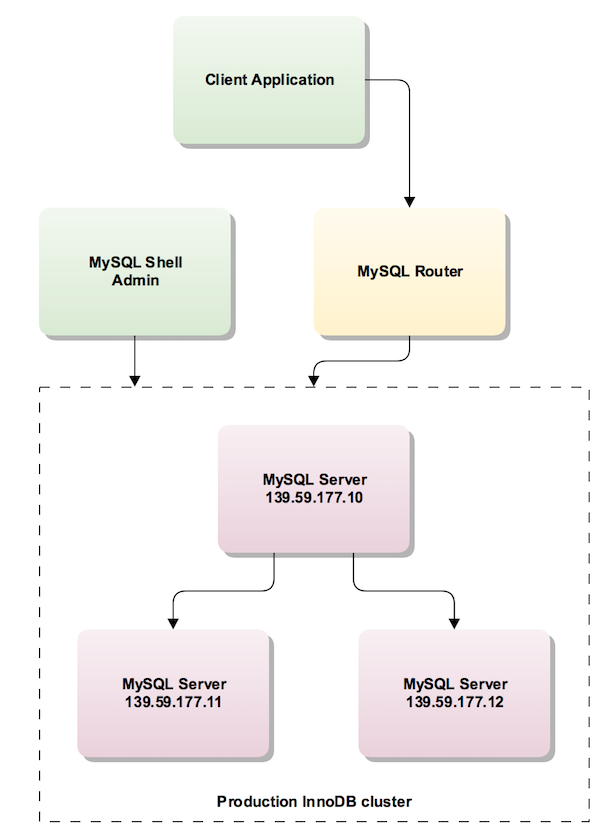 Client Application
MySQL Shell
Admin
MySQL Router
MySQL Server
139.59.177.10
MySQL Server
139.59.177.11
MySQL Server
139.59.177.12
Production InnoDB cluster